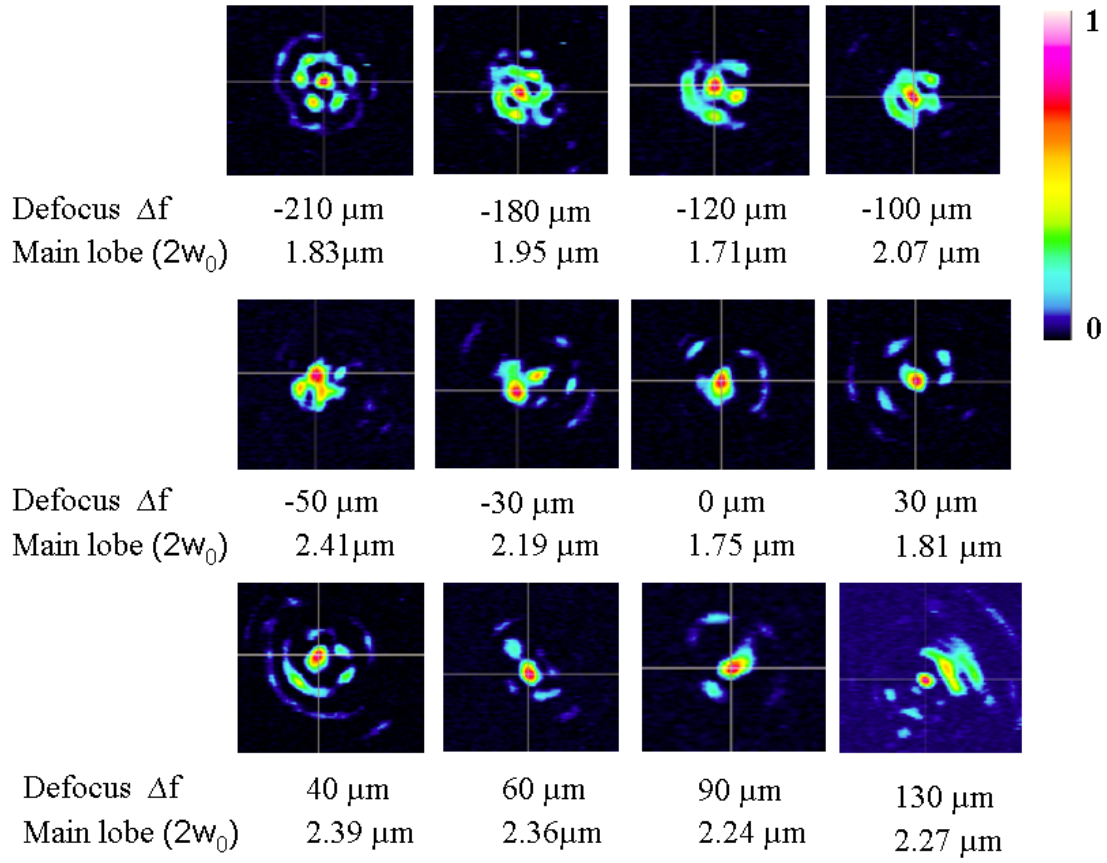 1
Defocus Δf -210 μm -180 μm -120 μm -100 μm
Main lobe (2w₀) 1.83μm 1.95 μm 1.71μm 2.07 μm
0
Defocus Δf -50 μm -30 μm 0 μm 30 μm
Main lobe (2w₀) 2.41μm 2.19 μm 1.75 μm 1.81 μm
Defocus Δf 40 μm 60 μm 90 μm 130 μm
Main lobe (2w₀) 2.39 μm 2.36μm 2.24 μm 2.27 μm